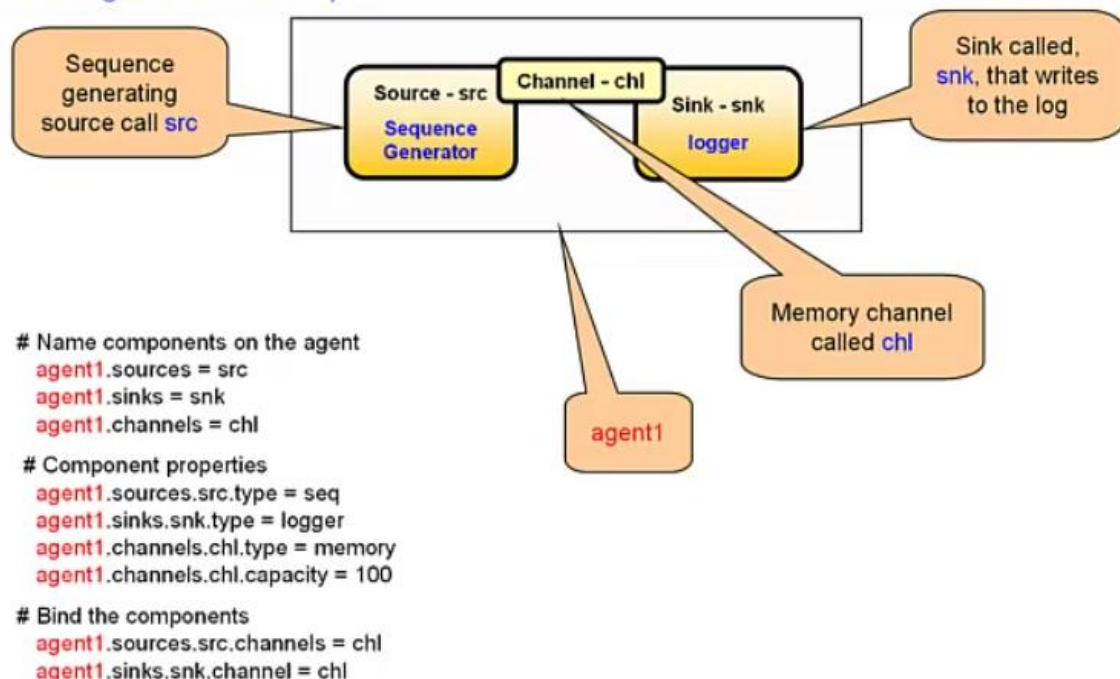 Sequence
generating
source call src
Source - src
Sequence
Generator
Channel - chl
Sink - snk
logger
Sink called,
snk, that writes
to the log
Memory channel
called chl
agent1
# Name components on the agent
agent1.sources = src
agent1.sinks = snk
agent1.channels = chl
# Component properties
agent1.sources.src.type = seq
agent1.sinks.snk.type = logger
agent1.channels.chl.type = memory
agent1.channels.chl.capacity = 100
# Bind the components
agent1.sources.src.channels = chl
agent1.sinks.snk.channel = chl